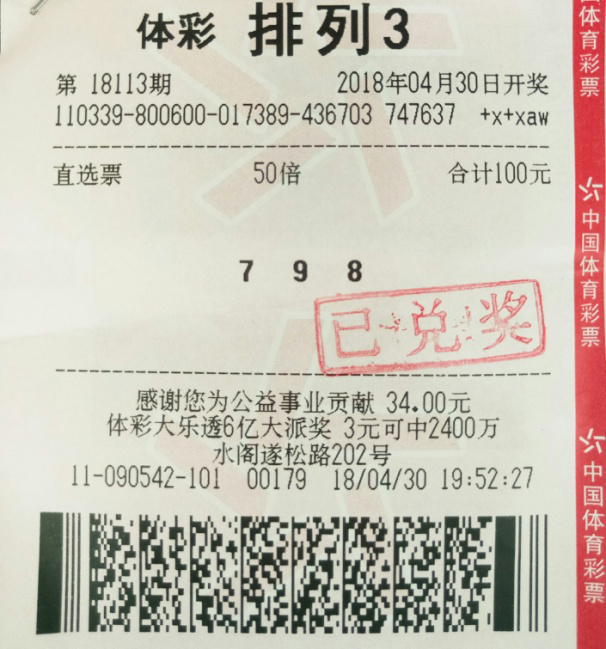 体彩 排列3
第 18113期 2018年04月30日开奖
110339-800600-017389-436703 747637 +x+xaw
直选票 50倍 合计100元
7 9 8
已兑奖
感谢您为公益事业贡献 34.00元
体彩大乐透6亿大派奖 3元可中2400万
水阁遂松路202号
11-090542-101 00179 18/04/30 19:52:27
国体育彩票
中国体育彩票
中国体育彩票